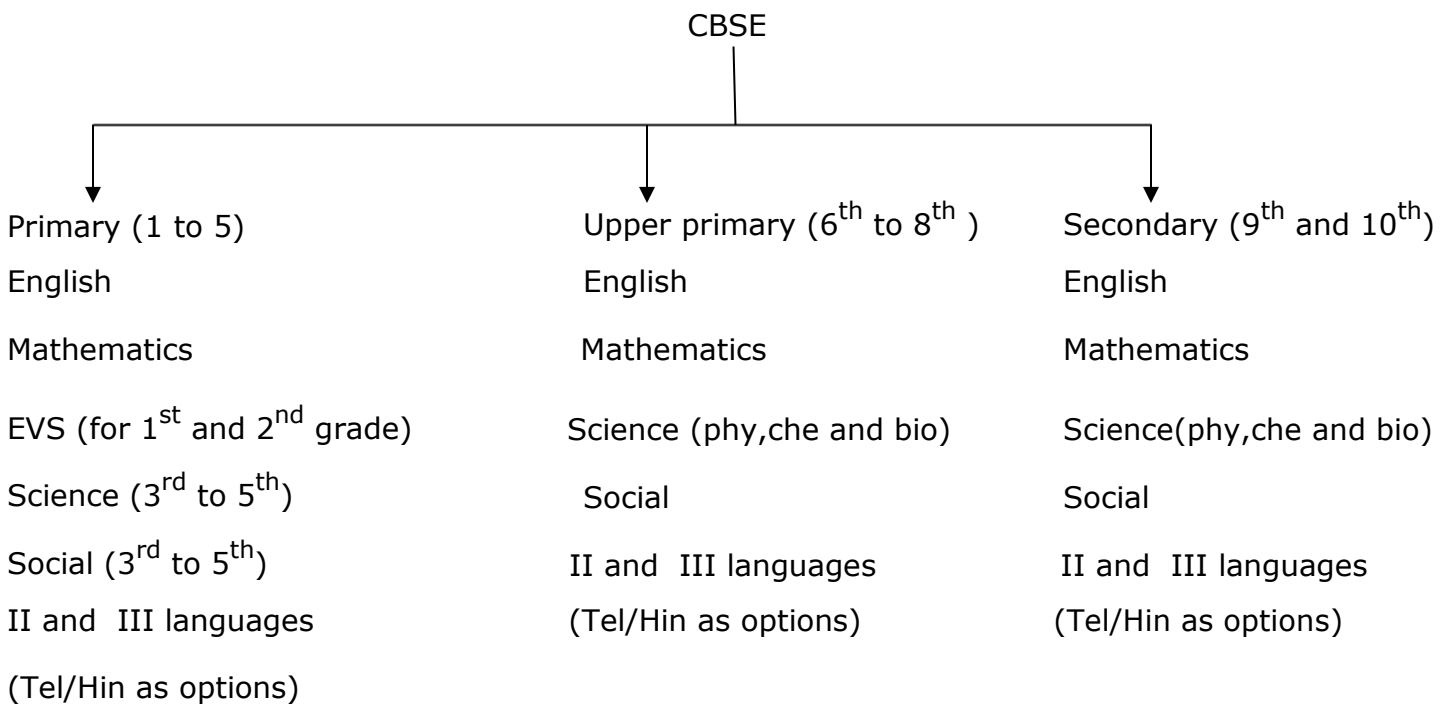 CBSE
Primary (1 to 5)
English
Mathematics
EVS (for 1st and 2nd grade)
Science (3rd to 5th)
Social (3rd to 5th)
II and III languages
(Tel/Hin as options)
Upper primary (6th to 8th )
English
Mathematics
Science (phy,che and bio)
Social
II and III languages
(Tel/Hin as options)
Secondary (9th and 10th)
English
Mathematics
Science(phy,che and bio)
Social
II and III languages
(Tel/Hin as options)